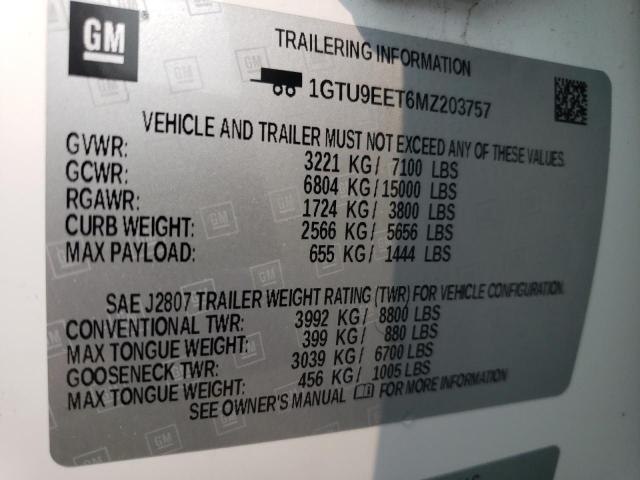 GM
TRAILERING INFORMATION
1GTU9EET6MZ203757
VEHICLE AND TRAILER MUST NOT EXCEED ANY OF THESE VALUES.
GVWR: 3221 KG/ 7100 LBS
GCWR: 6804 KG/15000 LBS
RGAWR: 1724 KG/ 3800 LBS
CURB WEIGHT: 2566 KG/ 5656 LBS
MAX PAYLOAD: 655 KG/ 1444 LBS
SAE J2807 TRAILER WEIGHT RATING (TWR) FOR VEHICLE CONFIGURATION.
CONVENTIONAL TWR: 3992 KG/ 8800 LBS
MAX TONGUE WEIGHT: 399 KG/ 880 LBS
GOOSENECK TWR: 3039 KG/ 6700 LBS
MAX TONGUE WEIGHT: 456 KG/ 1005 LBS
SEE OWNER'S MANUAL FOR MORE INFORMATION